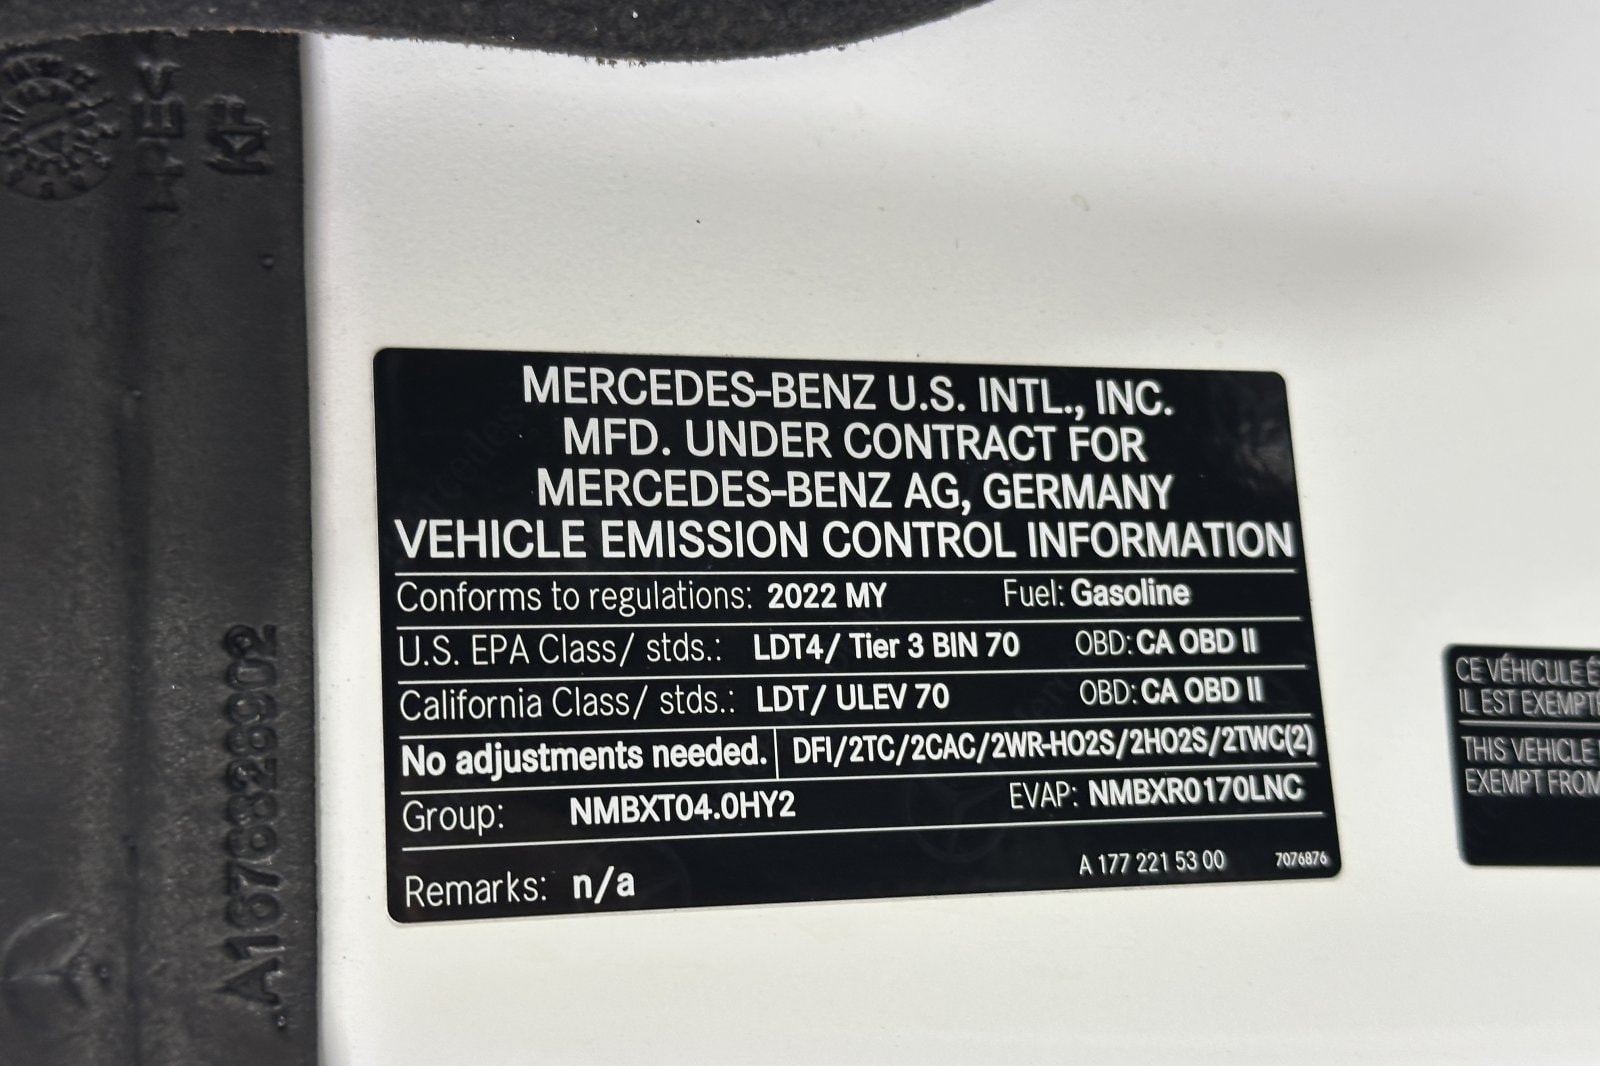 MERCEDES-BENZ U.S. INTL., INC.
MFD. UNDER CONTRACT FOR
MERCEDES-BENZ AG, GERMANY
VEHICLE EMISSION CONTROL INFORMATION
Conforms to regulations: 2022 MY Fuel: Gasoline
U.S. EPA Class/ stds.: LDT4/ Tier 3 BIN 70 OBD: CA OBD II
California Class/ stds.: LDT/ ULEV 70 OBD: CA OBD II
No adjustments needed. DFI/2TC/2CAC/2WR-HO2S/2HO2S/2TWC(2)
Group: NMBXT04.0HY2 EVAP: NMBXR0170LNC
Remarks: n/a A 177 221 53 00 7076876
CE VÉHICULE
IL EST
THIS VEHICLE
EXEMPT FROM
KF
A1676828902